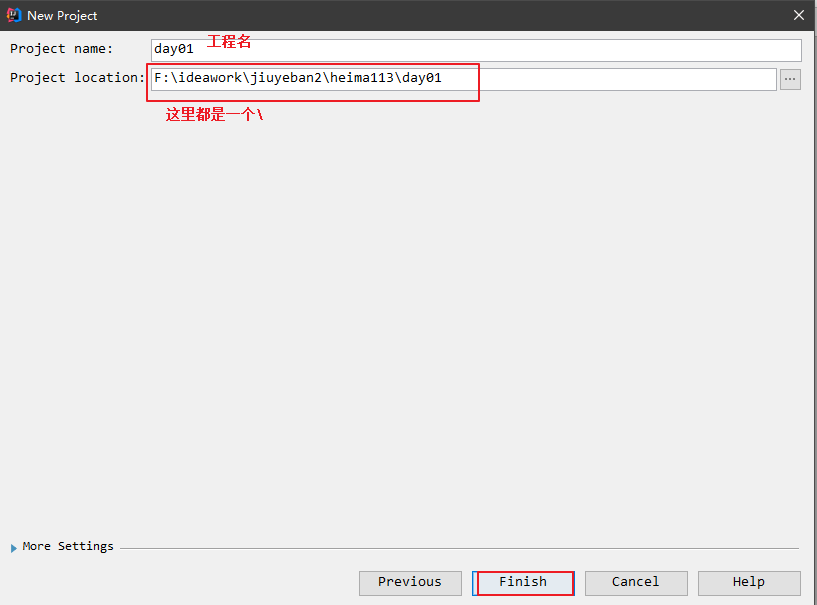 New Project
Project name: day01 工程名
Project location: F:\ideawork\jiuyeban2\heima113\day01 ...
这里都是一个\
More Settings
Previous Finish Cancel Help